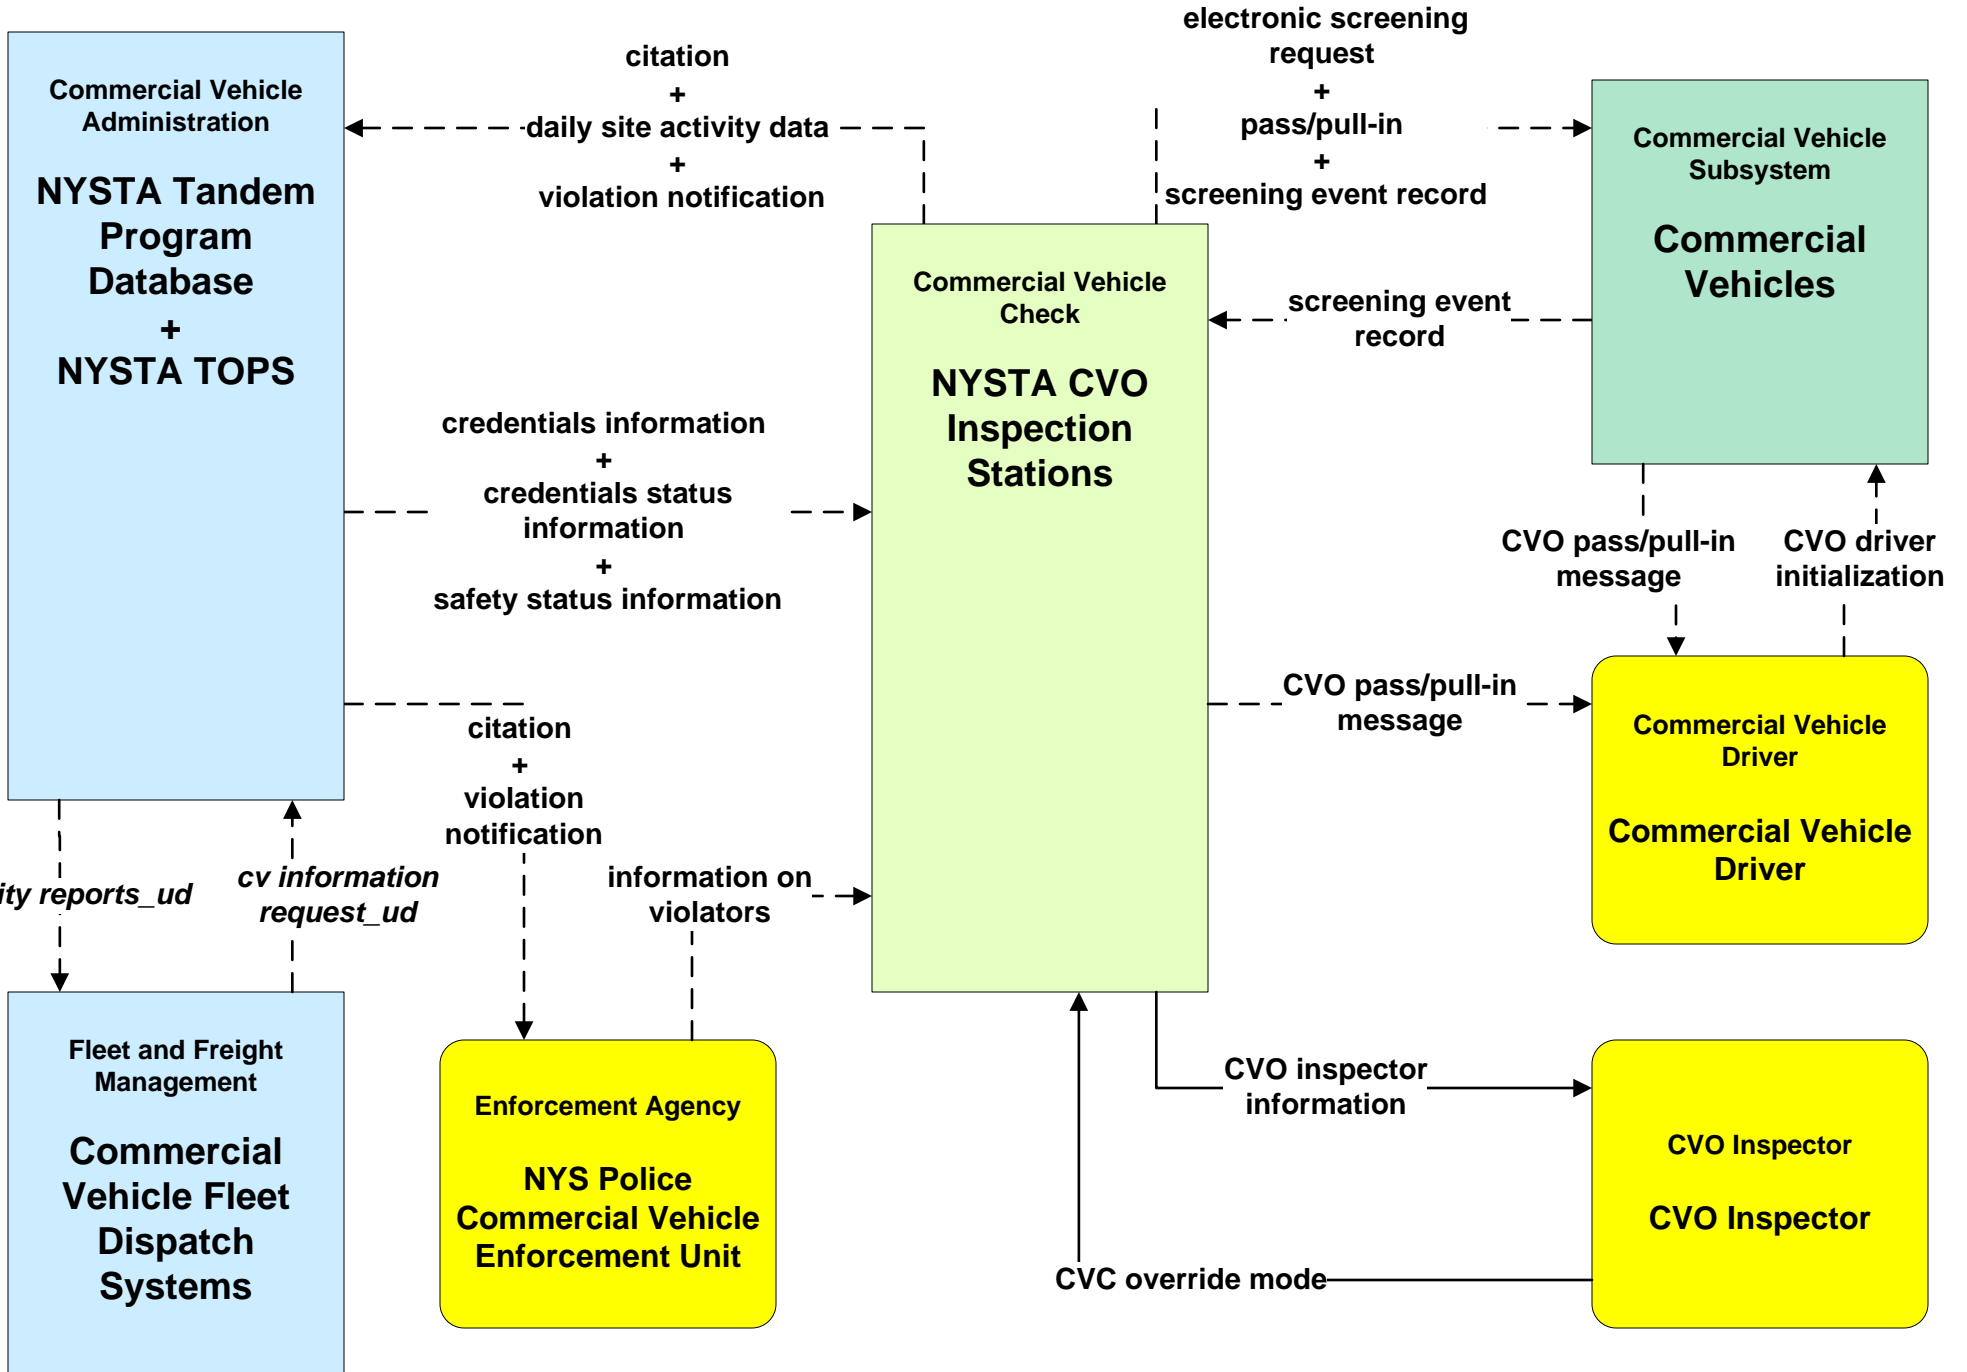 Commercial Vehicle
Administration
NYSTA Tandem
Program
Database
+
NYSTA TOPS
citation
+
daily site activity data
+
violation notification
electronic screening
request
+
pass/pull-in
+
screening event record
Commercial Vehicle
Subsystem
Commercial
Vehicles
Commercial Vehicle
Check
NYSTA CVO
Inspection
Stations
screening event
record
credentials information
+
credentials status
information
+
safety status information
CVO pass/pull-in
message
CVO driver
initialization
CVO pass/pull-in
message
Commercial Vehicle
Driver
Commercial Vehicle
Driver
citation
+
violation
notification
reports_ud
cv information
request_ud
information on
violators
Fleet and Freight
Management
Commercial
Vehicle Fleet
Dispatch
Systems
Enforcement Agency
NYS Police
Commercial Vehicle
Enforcement Unit
CVO inspector
information
CVO Inspector
CVO Inspector
CVC override mode